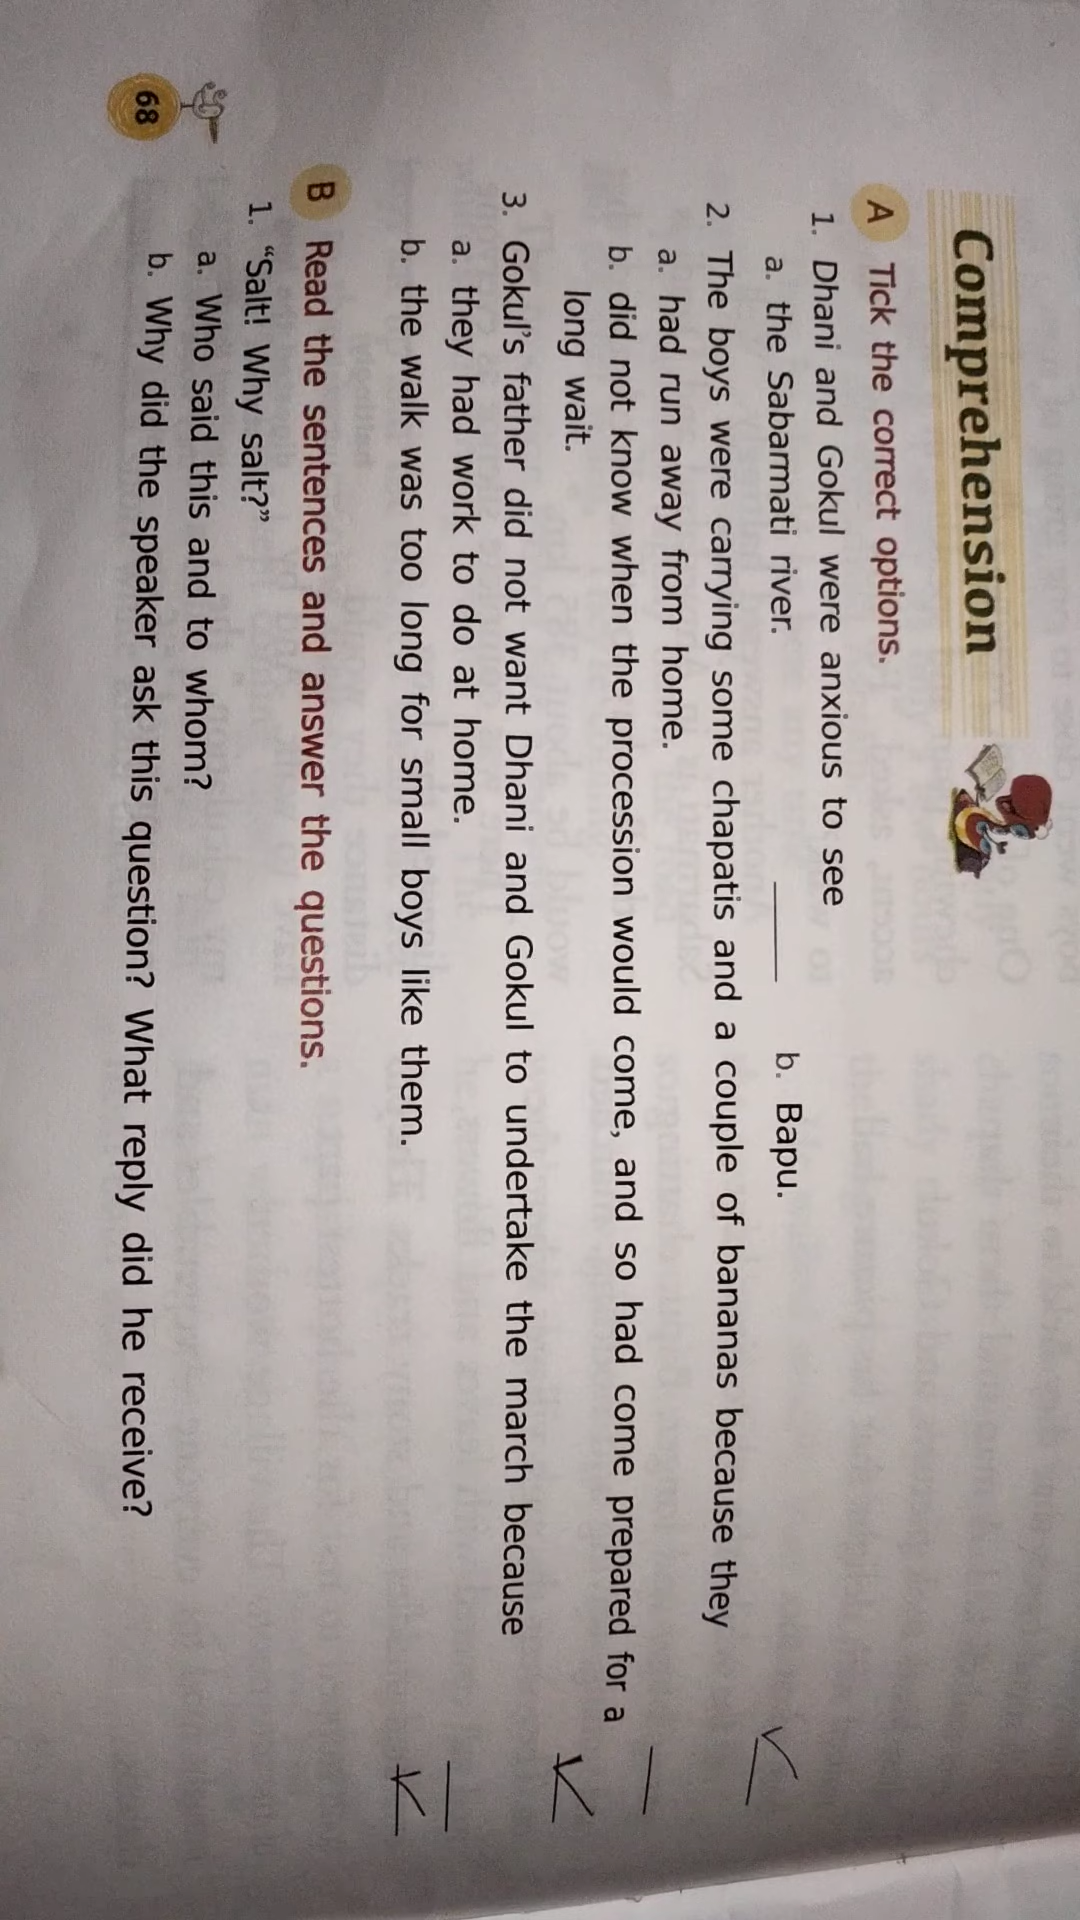 Comprehension
A Tick the correct options.
1. Dhani and Gokul were anxious to see
a. the Sabarmati river. b. Bapu.
2. The boys were carrying some chapatis and a couple of bananas because they
a. had run away from home.
b. did not know when the procession would come, and so had come prepared for a
long wait.
3. Gokul's father did not want Dhani and Gokul to undertake the march because
a. they had work to do at home.
b. the walk was too long for small boys like them.
B Read the sentences and answer the questions.
1. “Salt! Why salt?”
a. Who said this and to whom?
b. Why did the speaker ask this question? What reply did he receive?
68